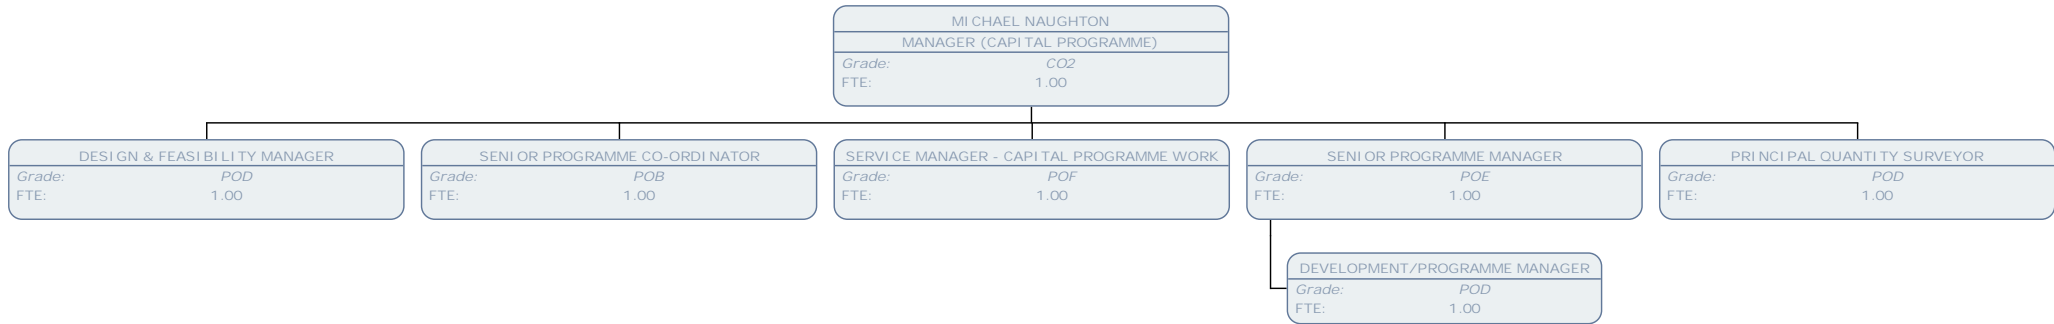 MICHAEL NAUGHTON
MANAGER (CAPITAL PROGRAMME)
Grade: CO2
FTE: 1.00
DESIGN & FEASIBILITY MANAGER
Grade: POD
FTE: 1.00
SENIOR PROGRAMME CO-ORDINATOR
Grade: POB
FTE: 1.00
SERVICE MANAGER - CAPITAL PROGRAMME WORK
Grade: POF
FTE: 1.00
SENIOR PROGRAMME MANAGER
Grade: POE
FTE: 1.00
PRINCIPAL QUANTITY SURVEYOR
Grade: POD
FTE: 1.00
DEVELOPMENT/PROGRAMME MANAGER
Grade: POD
FTE: 1.00